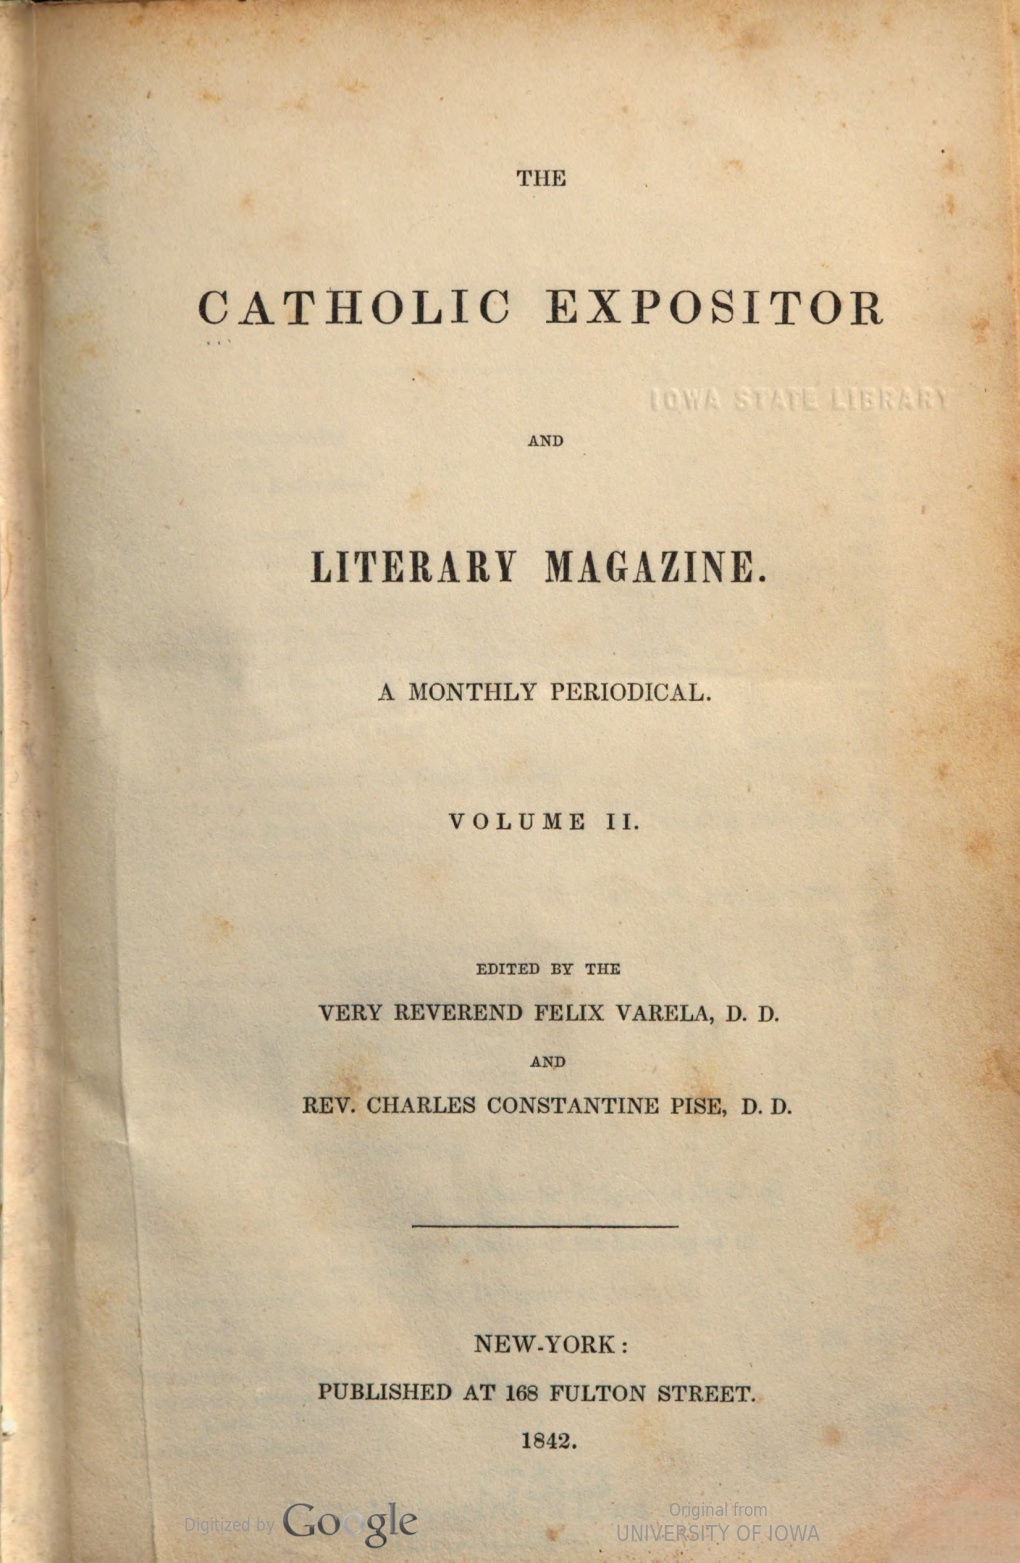 THE
CATHOLIC EXPOSITOR
IOWA STATE LIBRARY
AND
LITERARY MAGAZINE.
A MONTHLY PERIODICAL.
VOLUME II.
EDITED BY THE
VERY REVEREND FELIX VARELA, D. D.
AND
REV. CHARLES CONSTANTINE PISE, D. D.
NEW-YORK:
PUBLISHED AT 168 FULTON STREET.
1842.
Digitized by Google
Original from
UNIVERSITY OF IOWA